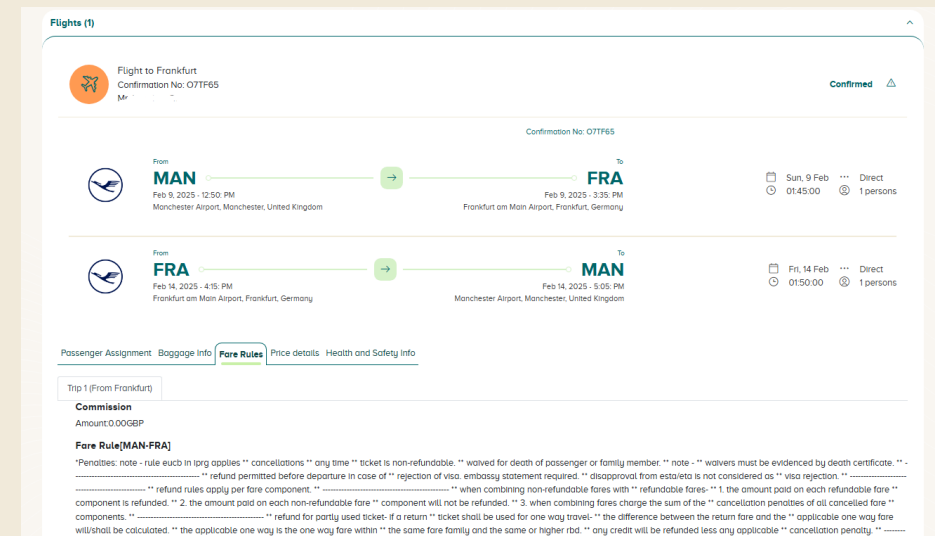 Flights (1)
Flight to Frankfurt
Confirmation No: O7TF65
Confirmed
Confirmation No: O7TF65
From
To
MAN
FRA
Feb 9, 2025 - 12:50: PM
Feb 9, 2025 - 3:35: PM
Manchester Airport, Manchester, United Kingdom
Frankfurt am Main Airport, Frankfurt, Germany
Sun, 9 Feb ··· Direct
01:45:00 1 persons
From
To
FRA
MAN
Feb 14, 2025 - 4:15: PM
Feb 14, 2025 - 5:05: PM
Frankfurt am Main Airport, Frankfurt, Germany
Manchester Airport, Manchester, United Kingdom
Fri, 14 Feb ··· Direct
01:50:00 1 persons
Passenger Assignment Baggage Info Fare Rules Price details Health and Safety Info
Trip 1 (From Frankfurt)
Commission
Amount:0.00GBP
Fare Rule[MAN-FRA]
"Penalties: note - rule eucb in iprg applies ** cancellations ** any time ** ticket is non-refundable. ** waived for death of passenger or family member. ** note - ** waivers must be evidenced by death certificate. ** -
---------------------------------------------- ** refund permitted before departure in case of ** rejection of visa. embassy statement required. ** disapproval from esta/eta is not considered as ** visa rejection. ** ---------------------
-------------------------- ** refund rules apply per fare component. ** ----------------------------------------------- ** when combining non-refundable fares with ** refundable fares- ** 1. the amount paid on each refundable fare **
component is refunded. ** 2. the amount paid on each non-refundable fare ** component will not be refunded. ** 3. when combining fares charge the sum of the ** cancellation penalties of all cancelled fare **
components. ** ----------------------------------------------- ** refund for partly used ticket- if a return ** ticket shall be used for one way travel- ** the difference between the return fare and the ** applicable one way fare
will/shall be calculated. ** the applicable one way is the one way fare within ** the same fare family and the same or higher rbd. ** any credit will be refunded less any applicable ** cancellation penalty. ** --------